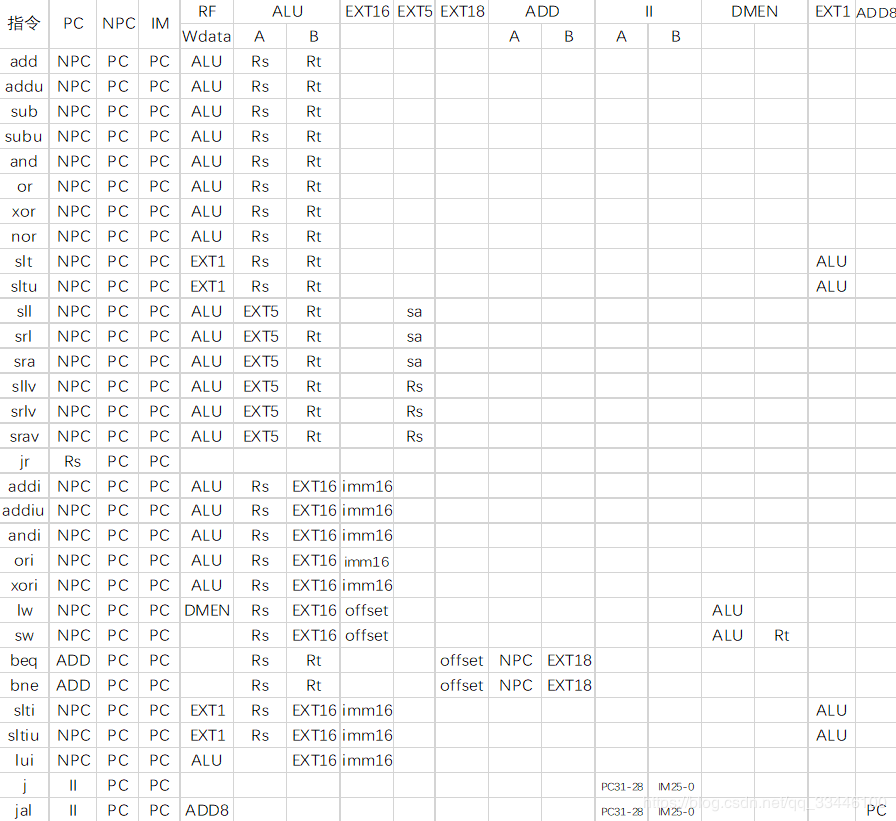 指令 PC NPC IM RF ALU EXT16 EXT5 EXT18 ADD II DMEN EXT1 ADD8
Wdata A B A B A B
add NPC PC PC ALU Rs Rt
addu NPC PC PC ALU Rs Rt
sub NPC PC PC ALU Rs Rt
subu NPC PC PC ALU Rs Rt
and NPC PC PC ALU Rs Rt
or NPC PC PC ALU Rs Rt
xor NPC PC PC ALU Rs Rt
nor NPC PC PC ALU Rs Rt
slt NPC PC PC EXT1 Rs Rt ALU
sltu NPC PC PC EXT1 Rs Rt ALU
sll NPC PC PC ALU EXT5 Rt sa
srl NPC PC PC ALU EXT5 Rt sa
sra NPC PC PC ALU EXT5 Rt sa
sllv NPC PC PC ALU EXT5 Rt Rs
srlv NPC PC PC ALU EXT5 Rt Rs
srav NPC PC PC ALU EXT5 Rt Rs
jr Rs PC PC
addi NPC PC PC ALU Rs EXT16 imm16
addiu NPC PC PC ALU Rs EXT16 imm16
andi NPC PC PC ALU Rs EXT16 imm16
ori NPC PC PC ALU Rs EXT16 imm16
xori NPC PC PC ALU Rs EXT16 imm16
lw NPC PC PC DMEN Rs EXT16 offset ALU
sw NPC PC PC Rs EXT16 offset ALU Rt
beq ADD PC PC Rs Rt offset NPC EXT18
bne ADD PC PC Rs Rt offset NPC EXT18
slti NPC PC PC EXT1 Rs EXT16 imm16 ALU
sltiu NPC PC PC EXT1 Rs EXT16 imm16 ALU
lui NPC PC PC ALU EXT16 imm16
j II PC PC PC31-28 IM25-0
jal II PC PC ADD8 PC31-28 IM25-0 PC